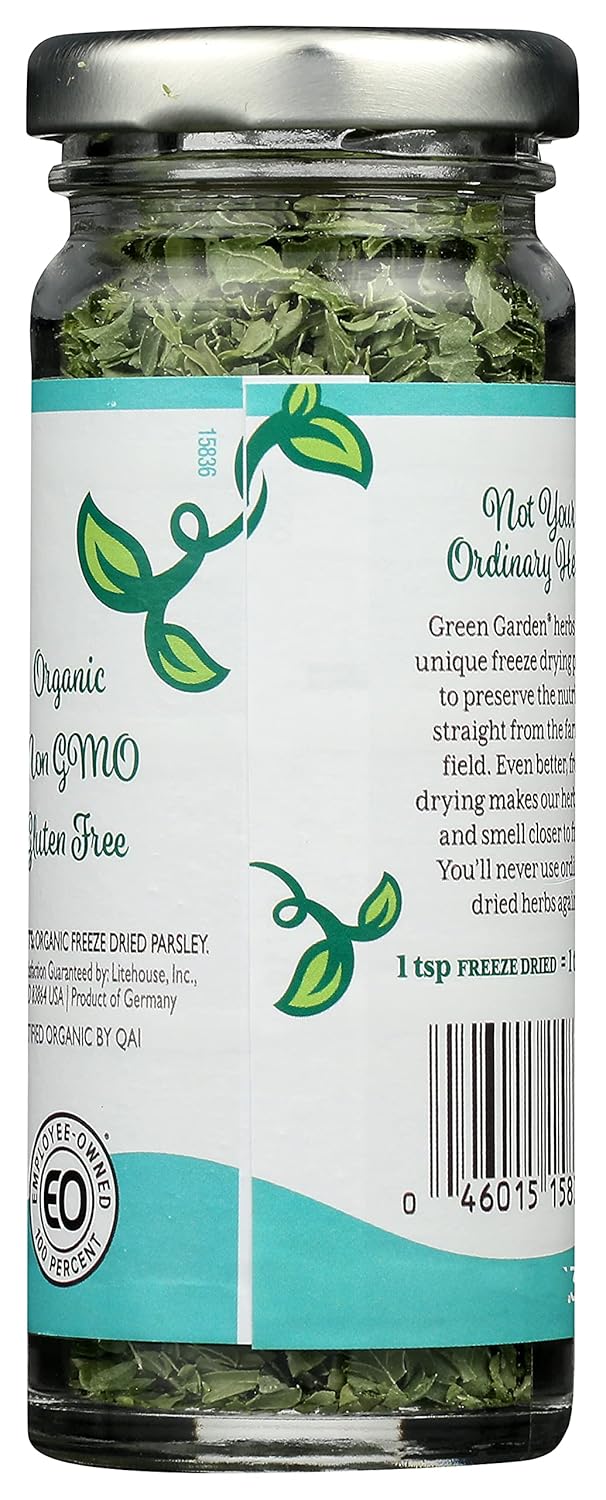 15836
Organic
Non GMO
Gluten Free
ORGANIC FREEZE DRIED PARSLEY.
Guaranteed by: Litehouse, Inc.,
83864 USA | Product of Germany
ORGANIC BY QAI
EMPLOYEE-OWNED
EO
100 PERCENT
Not Your
Ordinary He
Green Garden® herbs
unique freeze drying p
to preserve the nutri
straight from the far
field. Even better, fr
drying makes our herb
and smell closer to f
You'll never use ordi
dried herbs again
1 tsp FREEZE DRIED = 1 t
0 46015 158